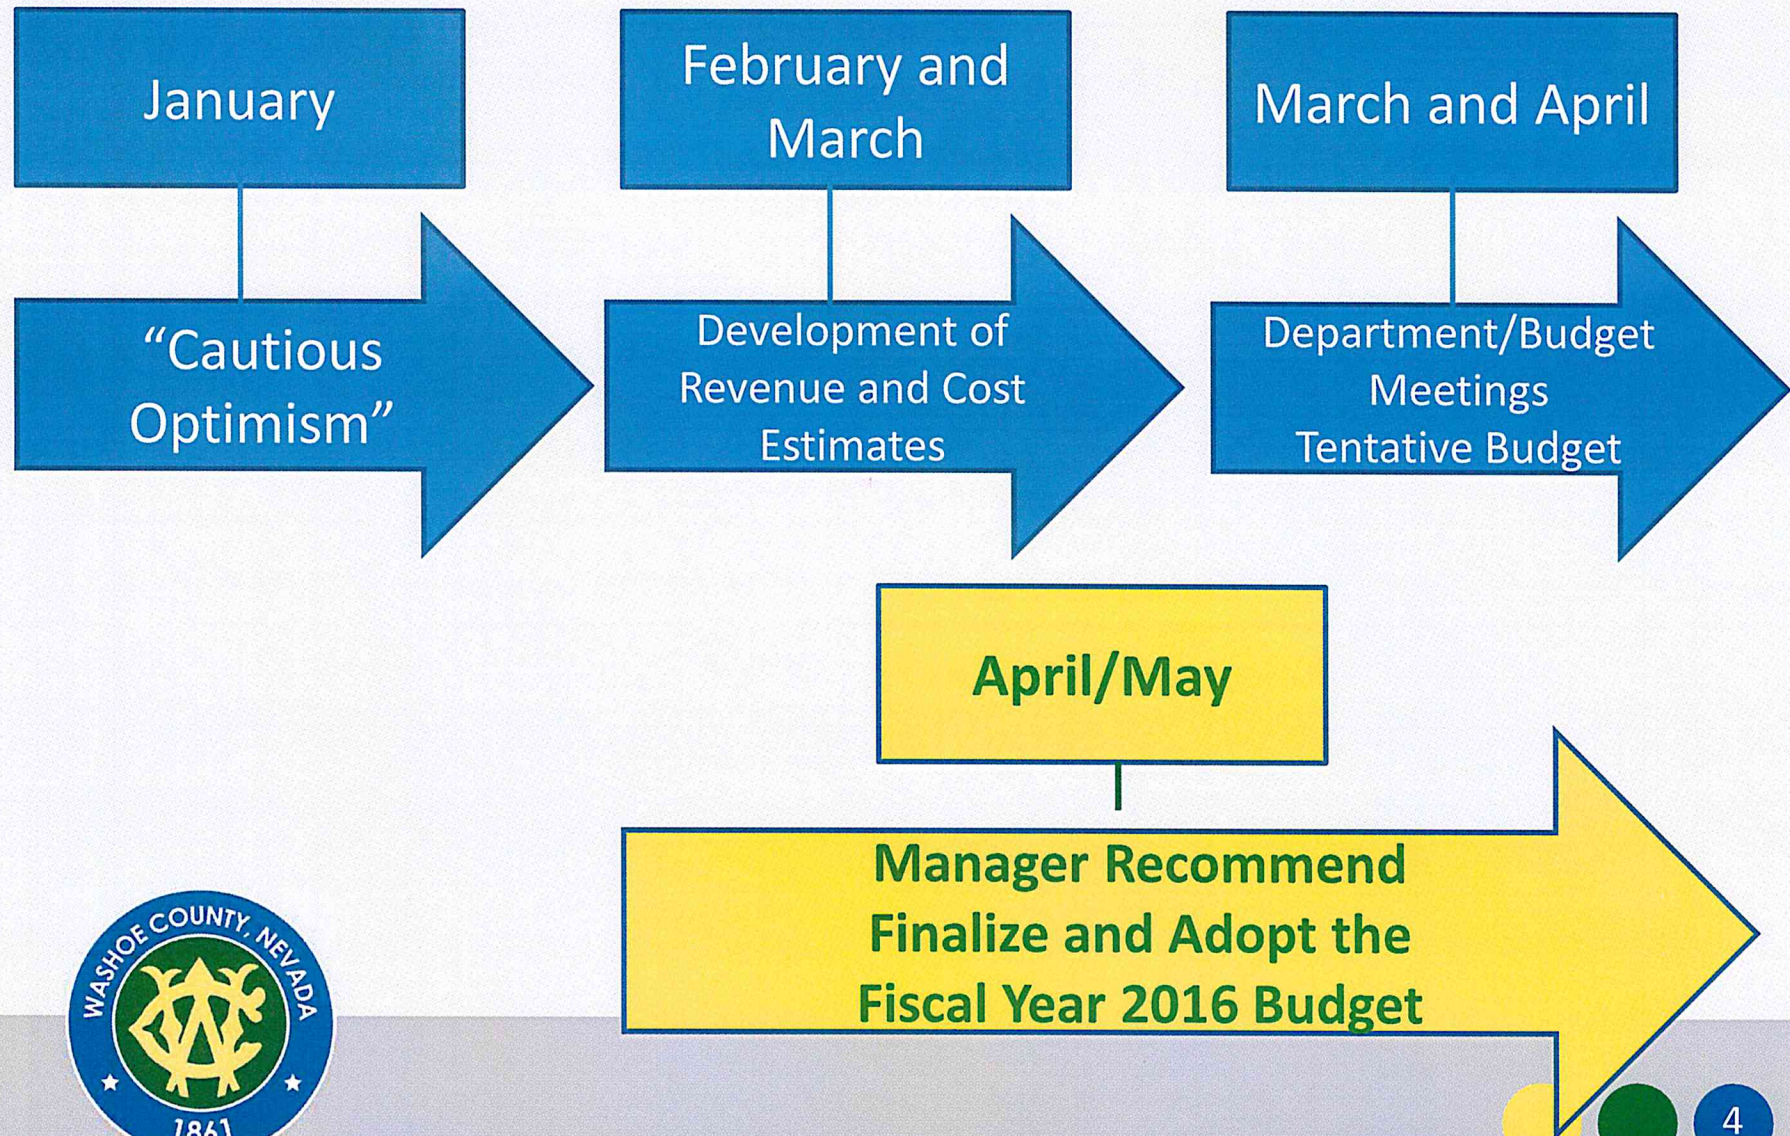 January
February and
March
March and April
“Cautious
Optimism”
Development of
Revenue and Cost
Estimates
Department/Budget
Meetings
Tentative Budget
April/May
Manager Recommend
Finalize and Adopt the
Fiscal Year 2016 Budget
WASHOE COUNTY, NEVADA
WC
1861
4